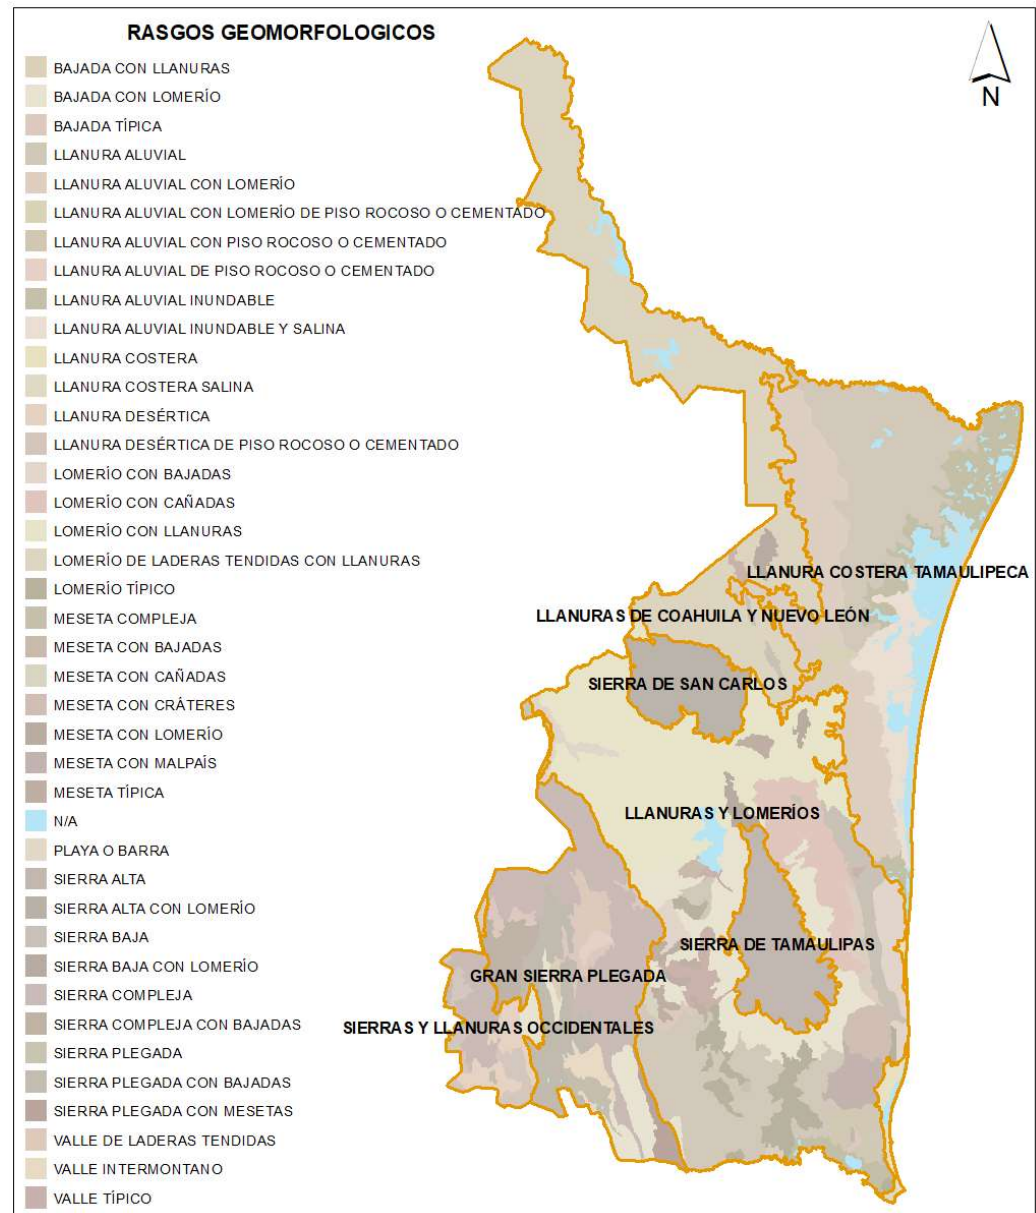 RASGOS GEOMORFOLOGICOS
BAJADA CON LLANURAS
BAJADA CON LOMERÍO
BAJADA TÍPICA
LLANURA ALUVIAL
LLANURA ALUVIAL CON LOMERÍO
LLANURA ALUVIAL CON LOMERÍO DE PISO ROCOSO O CEMENTADO
LLANURA ALUVIAL CON PISO ROCOSO O CEMENTADO
LLANURA ALUVIAL DE PISO ROCOSO O CEMENTADO
LLANURA ALUVIAL INUNDABLE
LLANURA ALUVIAL INUNDABLE Y SALINA
LLANURA COSTERA
LLANURA COSTERA SALINA
LLANURA DESÉRTICA
LLANURA DESÉRTICA DE PISO ROCOSO O CEMENTADO
LOMERÍO CON BAJADAS
LOMERÍO CON CAÑADAS
LOMERÍO CON LLANURAS
LOMERÍO DE LADERAS TENDIDAS CON LLANURAS
LOMERÍO TÍPICO
MESETA COMPLEJA
MESETA CON BAJADAS
MESETA CON CAÑADAS
MESETA CON CRÁTERES
MESETA CON LOMERÍO
MESETA CON MALPAÍS
MESETA TÍPICA
N/A
PLAYA O BARRA
SIERRA ALTA
SIERRA ALTA CON LOMERÍO
SIERRA BAJA
SIERRA BAJA CON LOMERÍO
SIERRA COMPLEJA
SIERRA COMPLEJA CON BAJADAS
SIERRA PLEGADA
SIERRA PLEGADA CON BAJADAS
SIERRA PLEGADA CON MESETAS
VALLE DE LADERAS TENDIDAS
VALLE INTERMONTANO
VALLE TÍPICO
N
LLANURA COSTERA TAMAULIPECA
LLANURAS DE COAHUILA Y NUEVO LEÓN
SIERRA DE SAN CARLOS
LLANURAS Y LOMERÍOS
SIERRA DE TAMAULIPAS
GRAN SIERRA PLEGADA
SIERRAS Y LLANURAS OCCIDENTALES